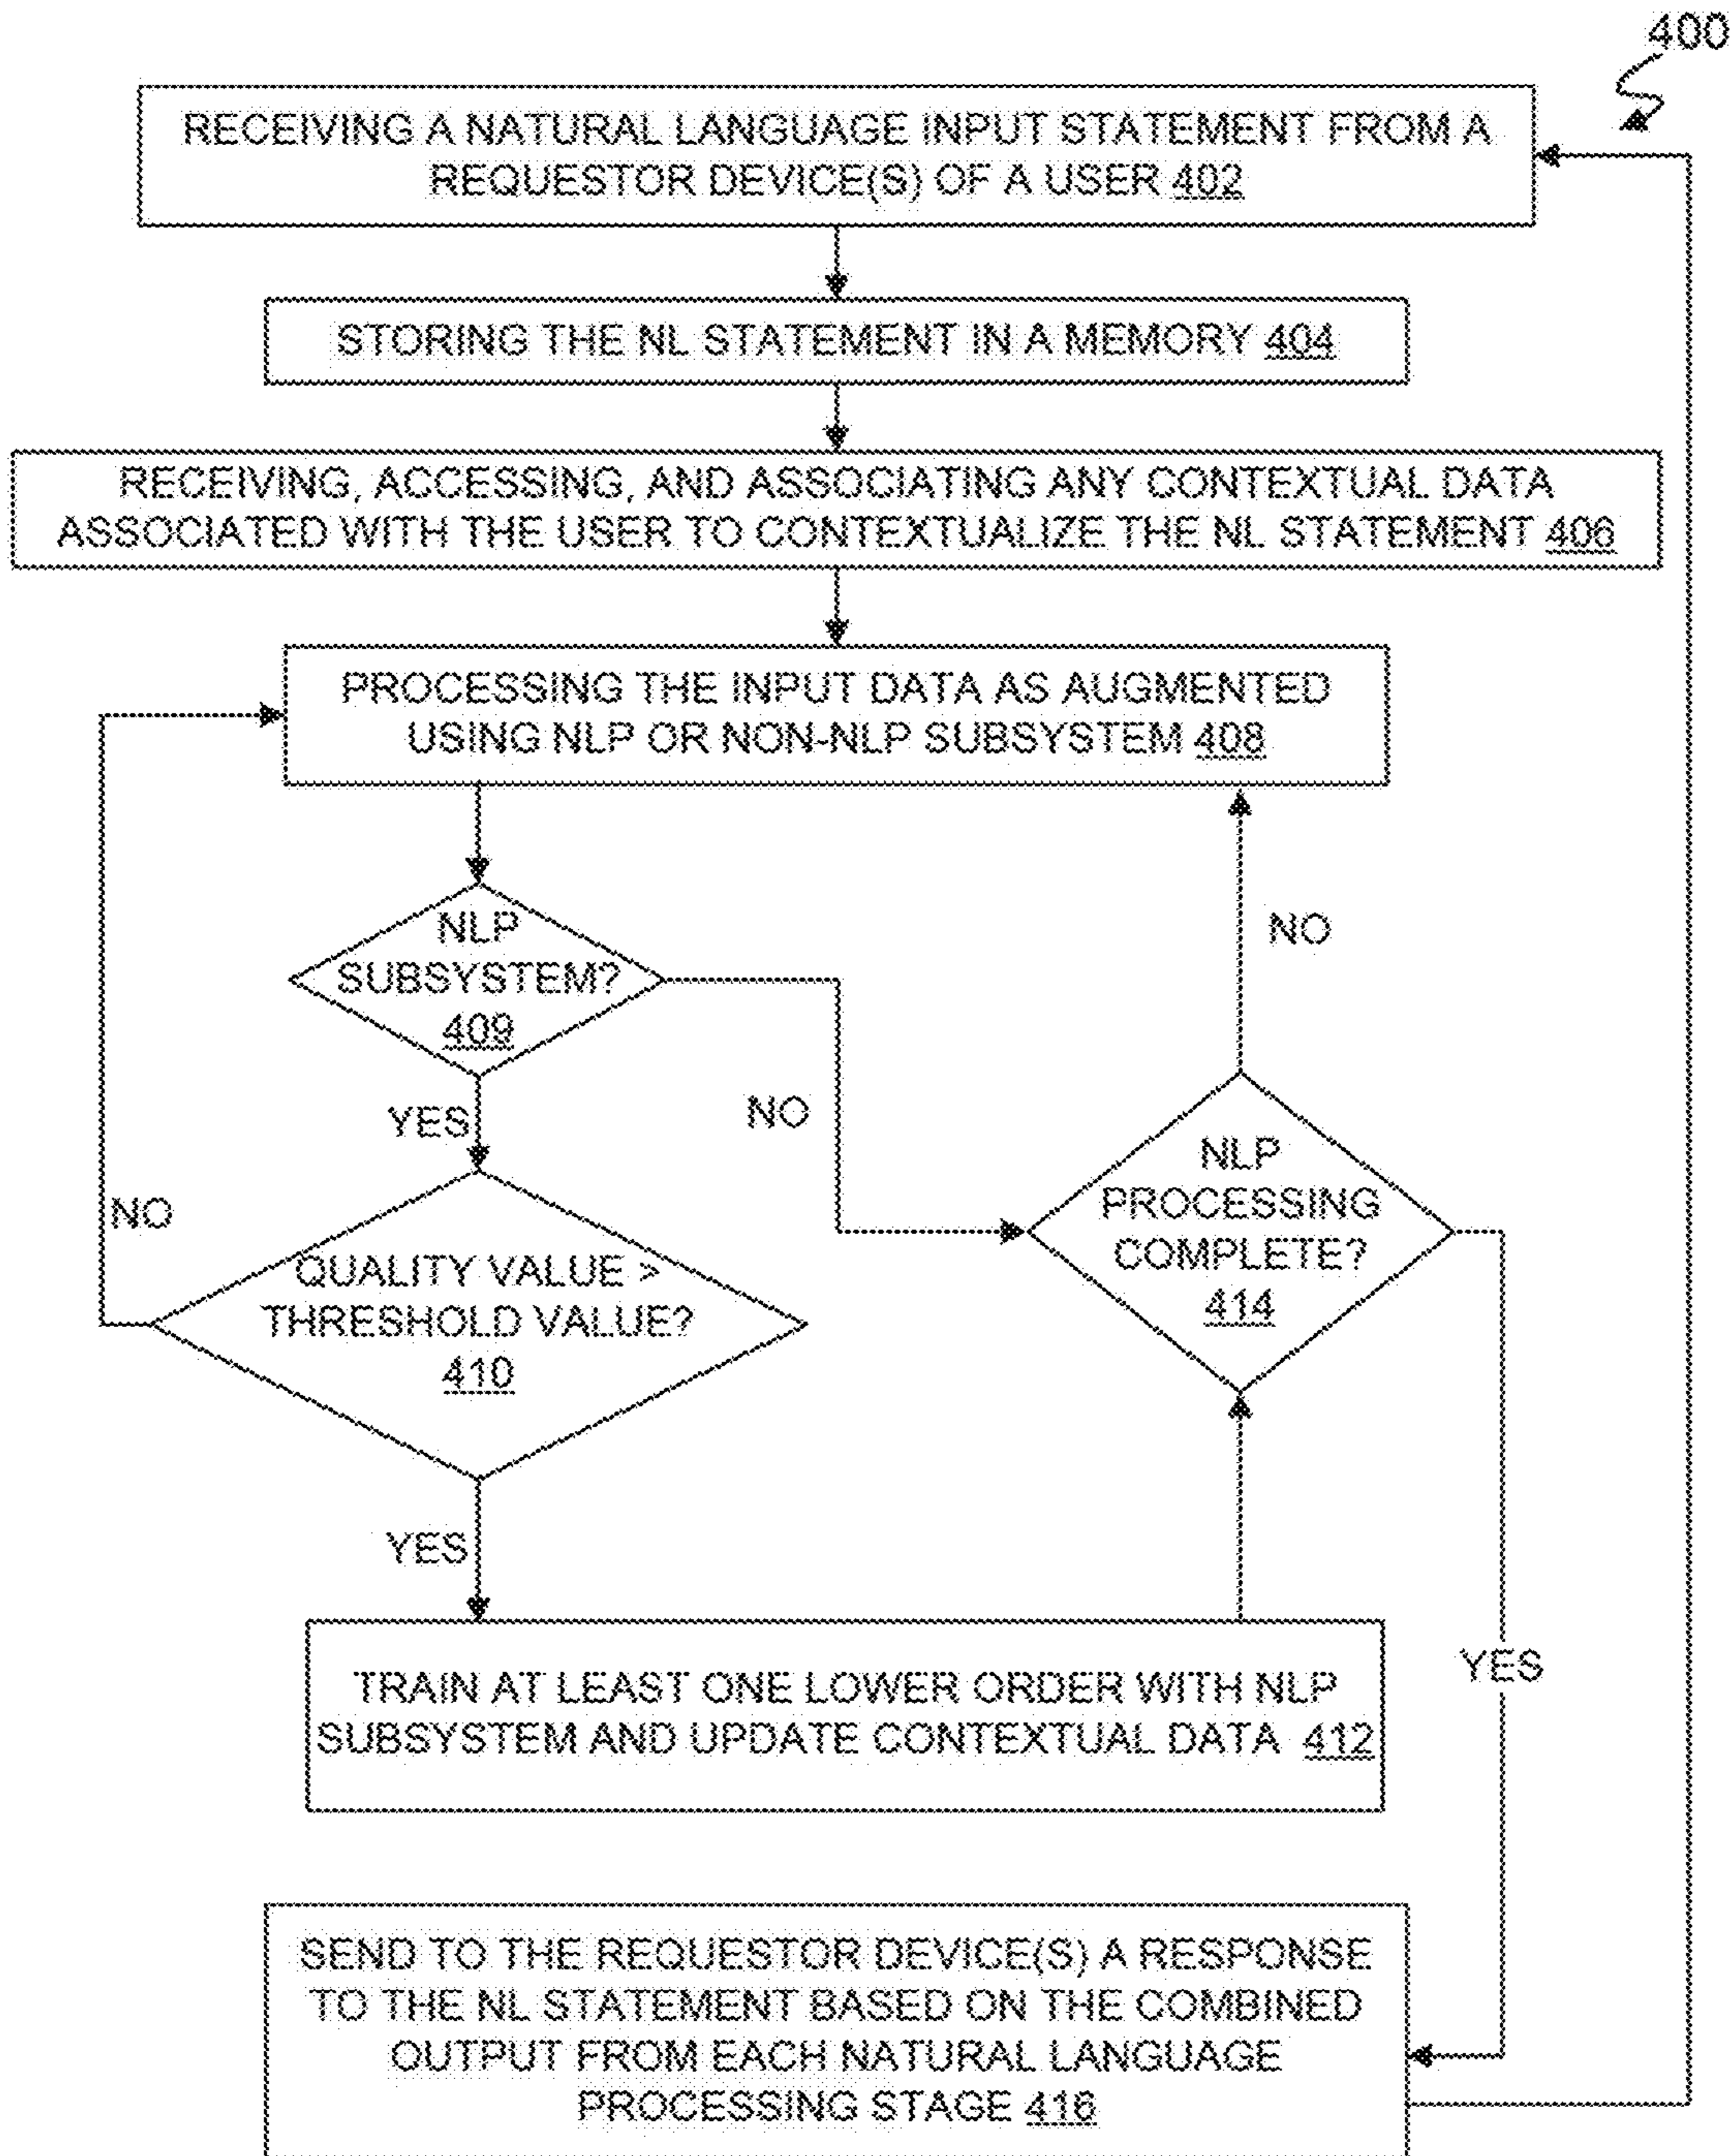 400
RECEIVING A NATURAL LANGUAGE INPUT STATEMENT FROM A
REQUESTOR DEVICE(S) OF A USER 402
STORING THE NL STATEMENT IN A MEMORY 404
RECEIVING, ACCESSING, AND ASSOCIATING ANY CONTEXTUAL DATA
ASSOCIATED WITH THE USER TO CONTEXTUALIZE THE NL STATEMENT 406
PROCESSING THE INPUT DATA AS AUGMENTED
USING NLP OR NON-NLP SUBSYSTEM 408
NLP
SUBSYSTEM?
409
NO
YES
NO
NO
QUALITY VALUE >
THRESHOLD VALUE?
410
NLP
PROCESSING
COMPLETE?
414
YES
YES
TRAIN AT LEAST ONE LOWER ORDER WITH NLP
SUBSYSTEM AND UPDATE CONTEXTUAL DATA 412
SEND TO THE REQUESTOR DEVICE(S) A RESPONSE
TO THE NL STATEMENT BASED ON THE COMBINED
OUTPUT FROM EACH NATURAL LANGUAGE
PROCESSING STAGE 416